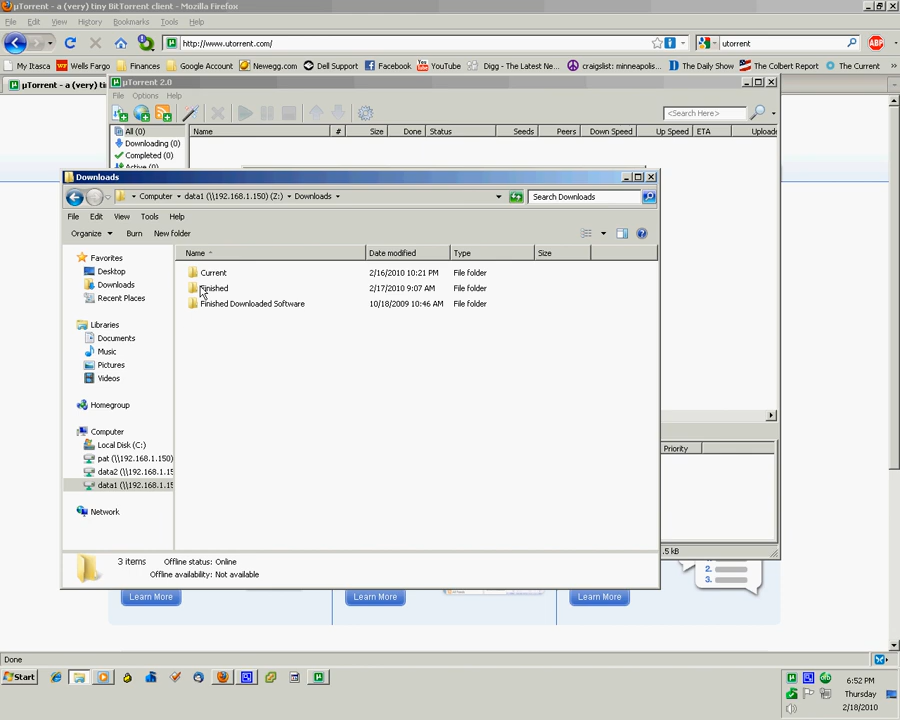 µTorrent - a (very) tiny BitTorrent client - Mozilla Firefox
File Edit View History Bookmarks Tools Help
http://www.utorrent.com/
utorrent
ABP
My Itasca Wells Fargo Finances Google Account Newegg.com Dell Support Facebook YouTube Digg - The Latest Ne... craigslist: minneapolis... The Daily Show The Colbert Report The Current
µTorrent - a (very) ti
µTorrent 2.0
File Options Help
<Search Here>
All (0)
Name # Size Done Status Seeds Peers Down Speed Up Speed ETA Uploade
Downloading (0)
Completed (0)
Active (0)
Downloads
Computer data1 (\\192.168.1.150) (Z:) Downloads
Search Downloads
File Edit View Tools Help
Organize Burn New folder
Name Date modified Type Size
Favorites
Desktop
Downloads
Recent Places
Libraries
Documents
Music
Pictures
Videos
Homegroup
Computer
Local Disk (C:)
pat (\\192.168.1.150)
data2 (\\192.168.1.15
data1 (\\192.168.1.15
Network
Current 2/16/2010 10:21 PM File folder
Finished 2/17/2010 9:07 AM File folder
Finished Downloaded Software 10/18/2009 10:46 AM File folder
Priority
3 items Offline status: Online
Offline availability: Not available
.5 kB
Learn More Learn More Learn More
2.
3.
Done
Start
6:52 PM
Thursday
2/18/2010